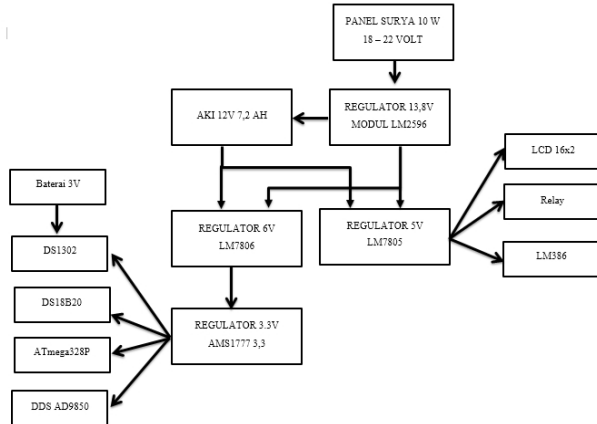 PANEL SURYA 10 W
18 – 22 VOLT
AKI 12V 7,2 AH
REGULATOR 13,8V
MODUL LM2596
LCD 16x2
Baterai 3V
Relay
REGULATOR 6V
LM7806
REGULATOR 5V
LM7805
DS1302
LM386
DS18B20
REGULATOR 3.3V
AMS1777 3,3
ATmega328P
DDS AD9850